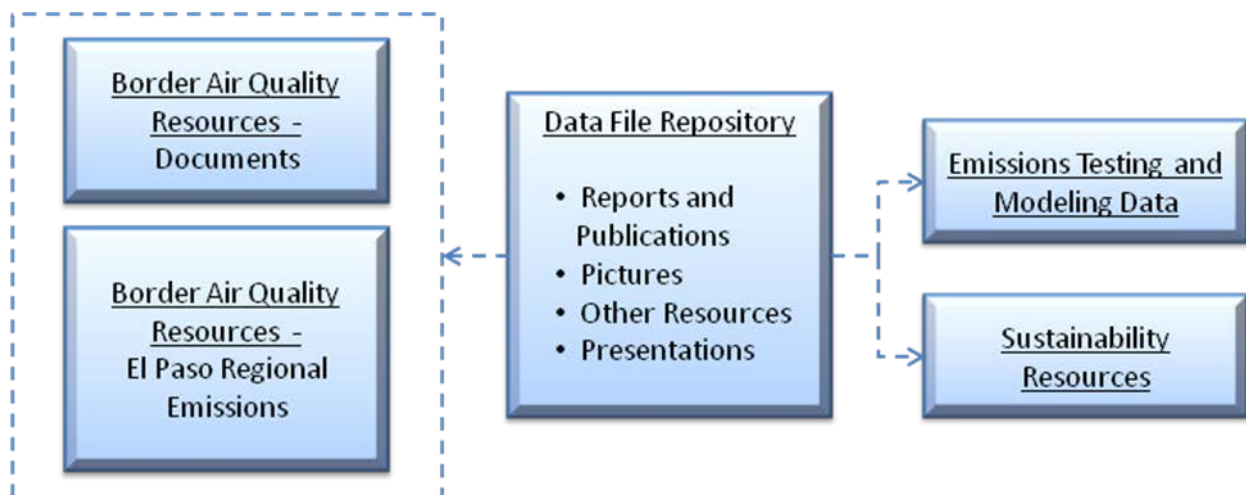 Border Air Quality
Resources -
Documents
Border Air Quality
Resources -
El Paso Regional
Emissions
Data File Repository
• Reports and
Publications
• Pictures
• Other Resources
• Presentations
Emissions Testing and
Modeling Data
Sustainability
Resources